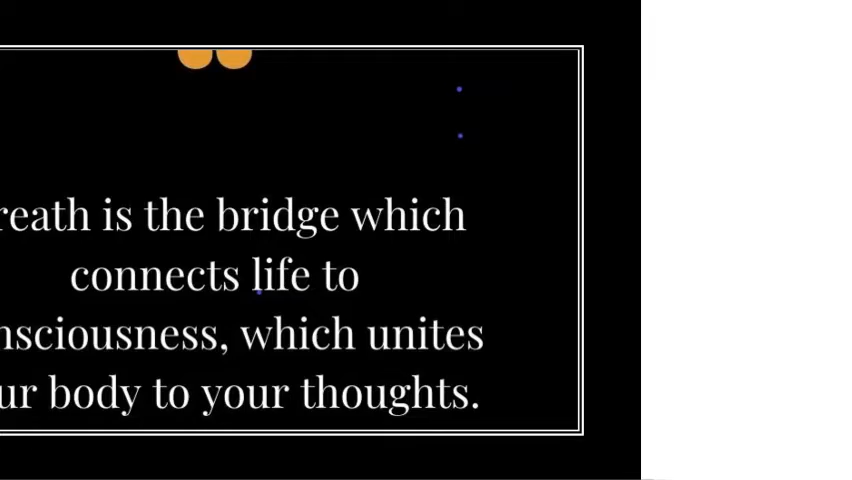 reath is the bridge which
connects life to
nsciousness, which unites
ur body to your thoughts.